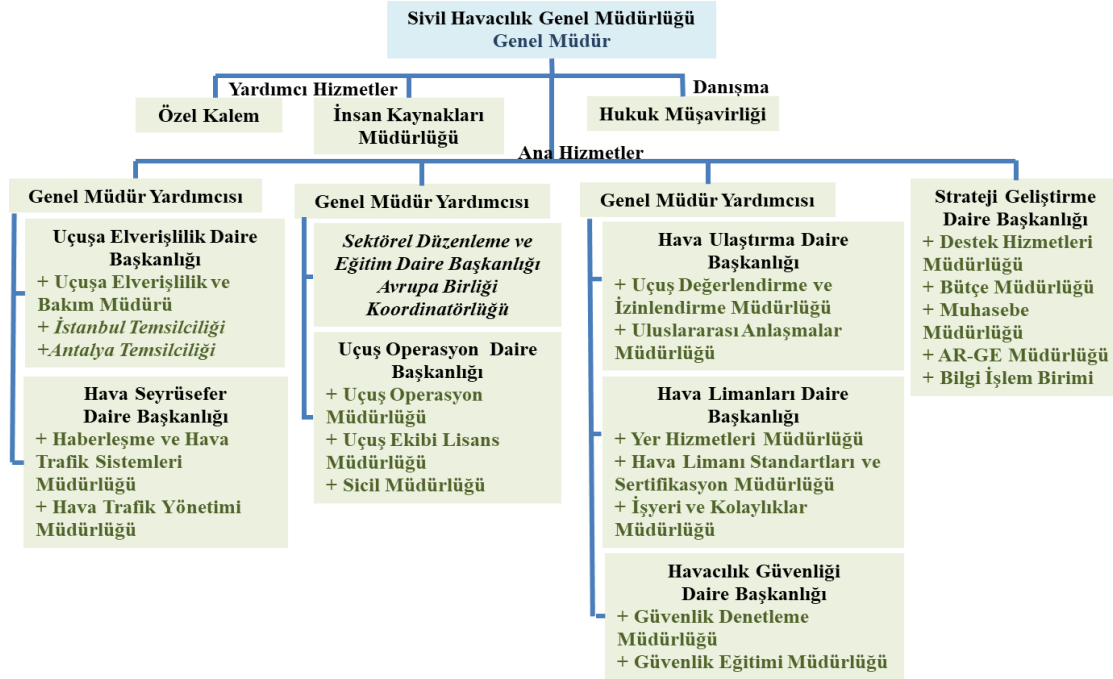 Sivil Havacılık Genel Müdürlüğü
Genel Müdür
Yardımcı Hizmetler
Danışma
Özel Kalem
İnsan Kaynakları
Müdürlüğü
Hukuk Müşavirliği
Ana Hizmetler
Genel Müdür Yardımcısı
Uçuşa Elverişlilik Daire
Başkanlığı
+ Uçuşa Elverişlilik ve
Bakım Müdürü
+ İstanbul Temsilciliği
+Antalya Temsilciliği
Hava Seyrüsefer
Daire Başkanlığı
+ Haberleşme ve Hava
Trafik Sistemleri
Müdürlüğü
+ Hava Trafik Yönetimi
Müdürlüğü
Genel Müdür Yardımcısı
Sektörel Düzenleme ve
Eğitim Daire Başkanlığı
Avrupa Birliği
Koordinatörlüğü
Uçuş Operasyon Daire
Başkanlığı
+ Uçuş Operasyon
Müdürlüğü
+ Uçuş Ekibi Lisans
Müdürlüğü
+ Sicil Müdürlüğü
Genel Müdür Yardımcısı
Hava Ulaştırma Daire
Başkanlığı
+ Uçuş Değerlendirme ve
İzinlendirme Müdürlüğü
+ Uluslararası Anlaşmalar
Müdürlüğü
Hava Limanları Daire
Başkanlığı
+ Yer Hizmetleri Müdürlüğü
+ Hava Limanı Standartları ve
Sertifikasyon Müdürlüğü
+ İşyeri ve Kolaylıklar
Müdürlüğü
Havacılık Güvenliği
Daire Başkanlığı
+ Güvenlik Denetleme
Müdürlüğü
+ Güvenlik Eğitimi Müdürlüğü
Strateji Geliştirme
Daire Başkanlığı
+ Destek Hizmetleri
Müdürlüğü
+ Bütçe Müdürlüğü
+ Muhasebe
Müdürlüğü
+ AR-GE Müdürlüğü
+ Bilgi İşlem Birimi